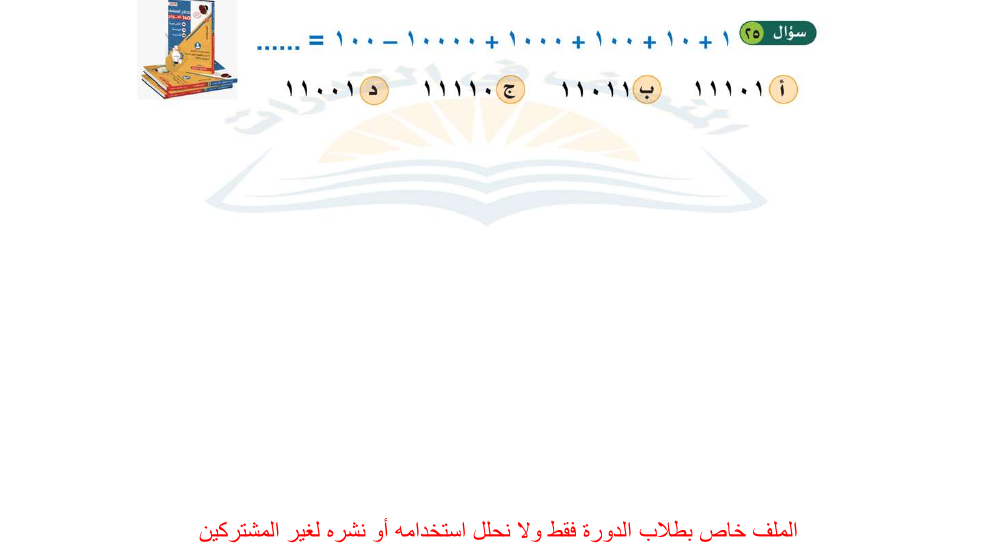 سؤال ٢٥ ١ + ١٠ + ١٠٠ + ١٠٠٠ + ١٠٠٠٠ – ١٠٠ = ......
أ ١١١٠١ ب ١١٠١١ ج ١١١١٠ د ١١٠٠١
الملف خاص بطلاب الدورة فقط ولا نحلل استخدامه أو نشره لغير المشتركين